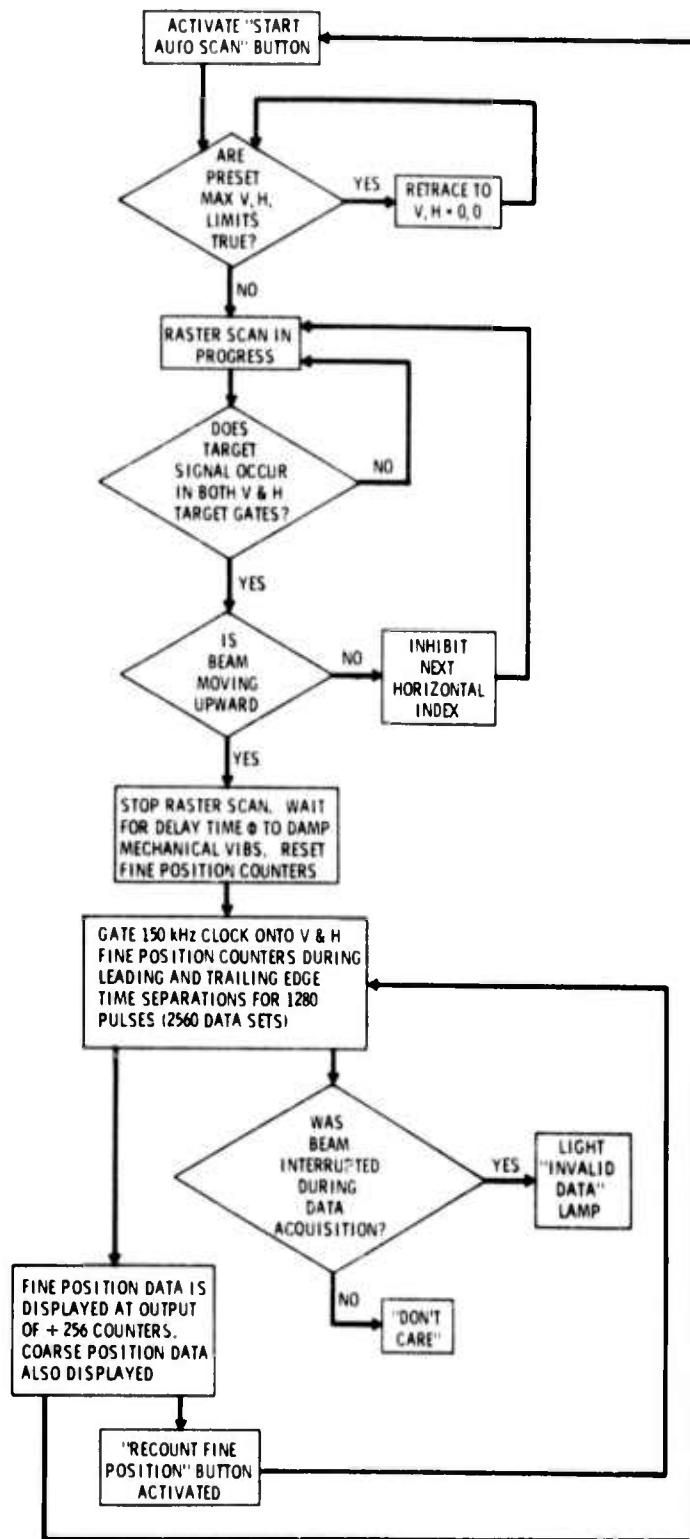 ACTIVATE "START
AUTO SCAN" BUTTON
ARE
PRESET
MAX V, H,
LIMITS
TRUE?
YES
RETRACE TO
V, H = 0, 0
NO
RASTER SCAN IN
PROGRESS
DOES
TARGET
SIGNAL OCCUR
IN BOTH V & H
TARGET GATES?
NO
YES
IS
BEAM
MOVING
UPWARD
NO
INHIBIT
NEXT
HORIZONTAL
INDEX
YES
STOP RASTER SCAN. WAIT
FOR DELAY TIME Φ TO DAMP
MECHANICAL VIBS. RESET
FINE POSITION COUNTERS
GATE 150 kHz CLOCK ONTO V & H
FINE POSITION COUNTERS DURING
LEADING AND TRAILING EDGE
TIME SEPARATIONS FOR 1280
PULSES (2560 DATA SETS)
WAS
BEAM
INTERRUPTED
DURING
DATA
ACQUISITION?
YES
LIGHT
"INVALID
DATA"
LAMP
NO
"DON'T
CARE"
FINE POSITION DATA IS
DISPLAYED AT OUTPUT
OF ÷ 256 COUNTERS.
COARSE POSITION DATA
ALSO DISPLAYED
"RECOUNT FINE
POSITION" BUTTON
ACTIVATED